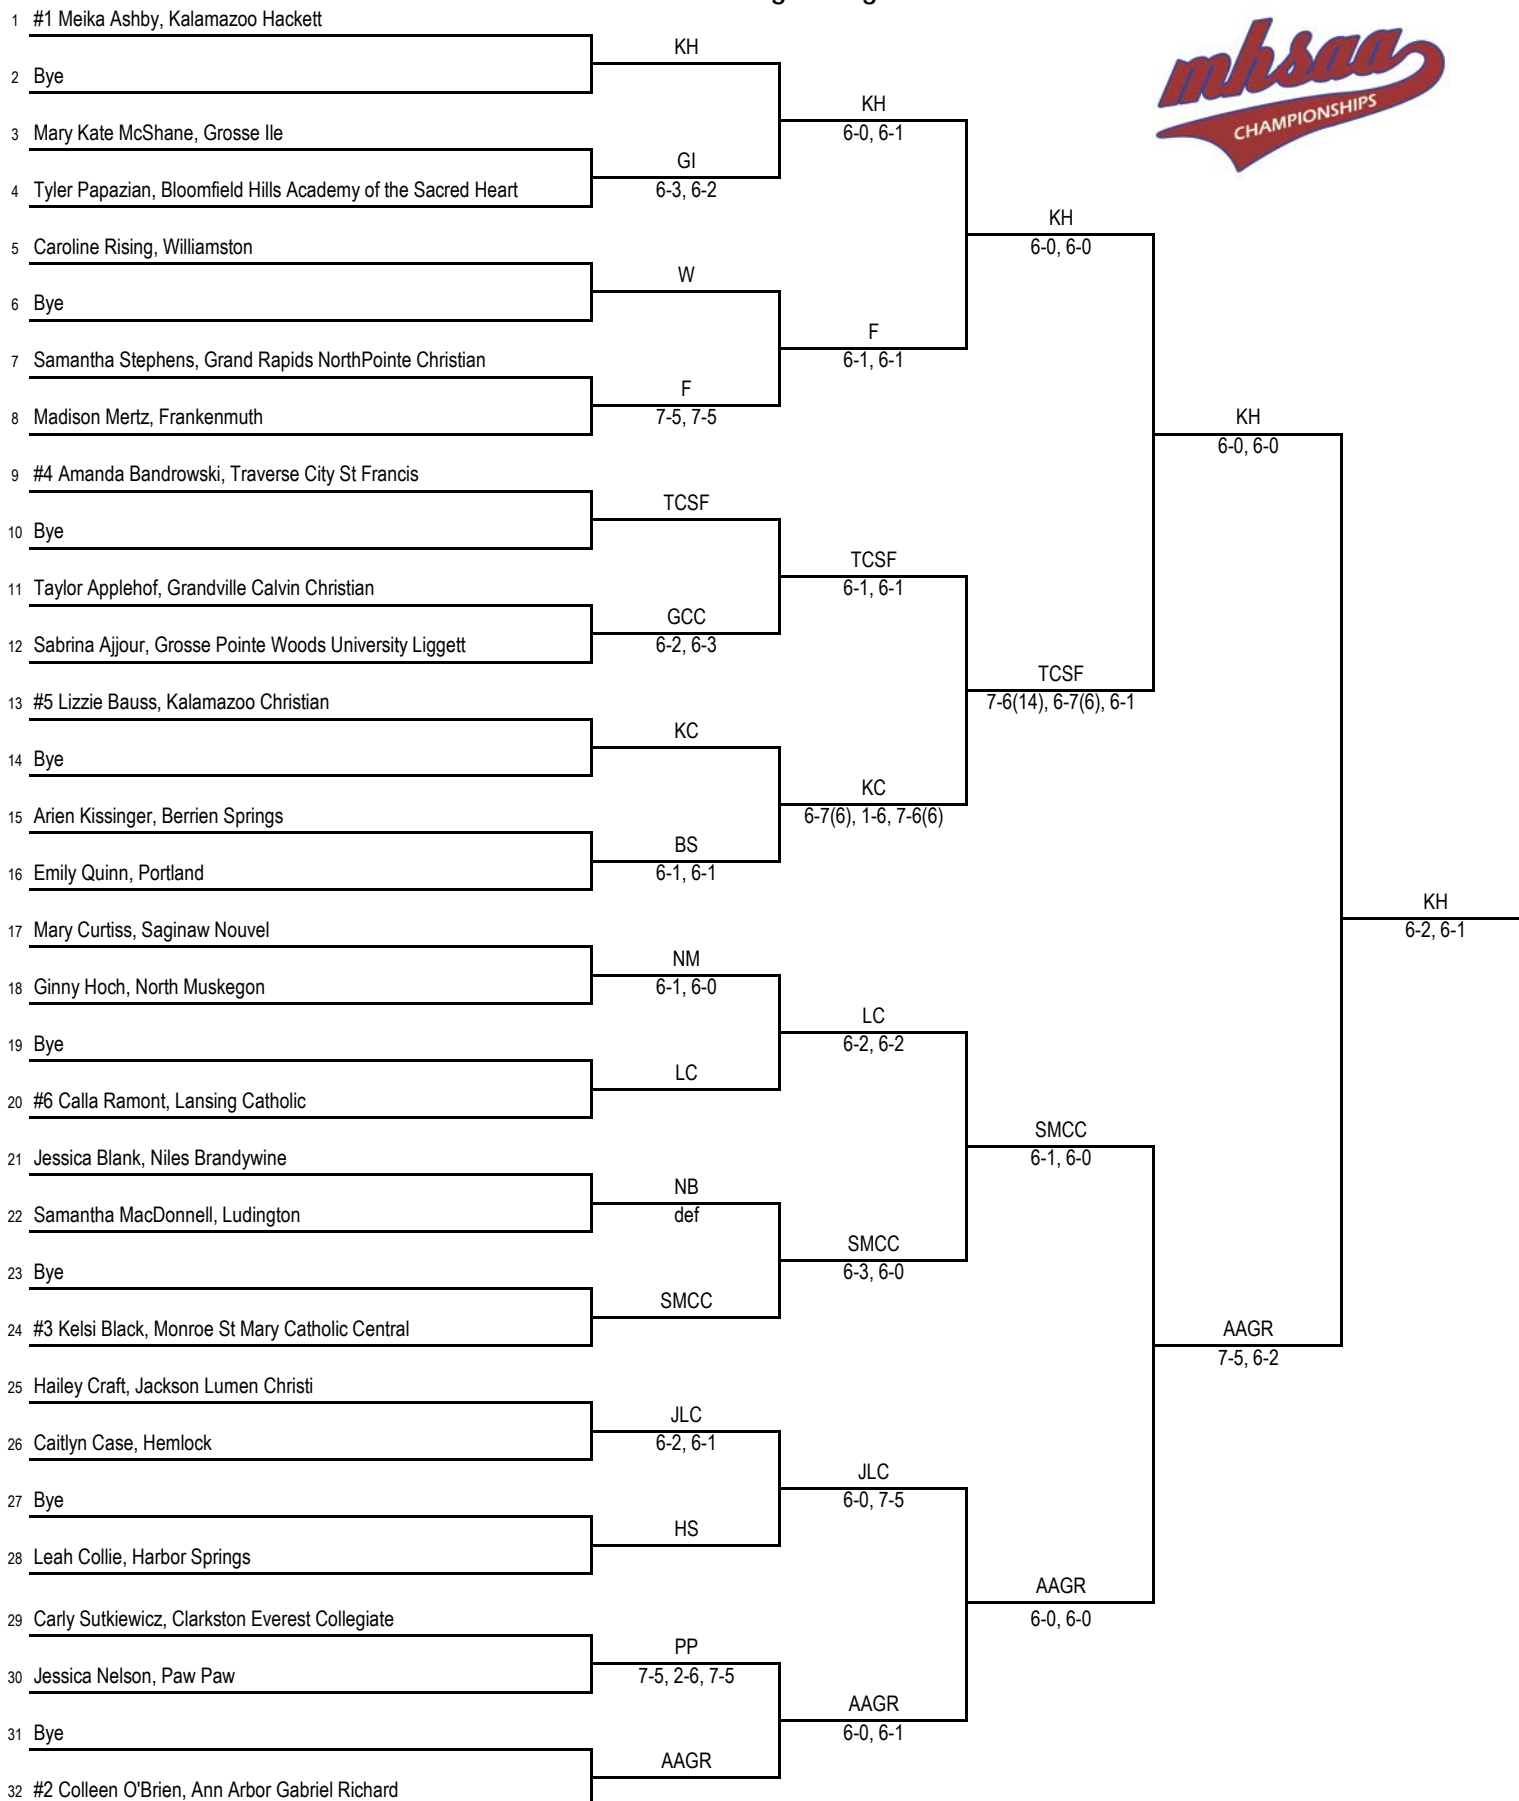 1 #1 Meika Ashby, Kalamazoo Hackett
2 Bye
3 Mary Kate McShane, Grosse Ile
4 Tyler Papazian, Bloomfield Hills Academy of the Sacred Heart
5 Caroline Rising, Williamston
6 Bye
7 Samantha Stephens, Grand Rapids NorthPointe Christian
8 Madison Mertz, Frankenmuth
9 #4 Amanda Bandrowski, Traverse City St Francis
10 Bye
11 Taylor Applehof, Grandville Calvin Christian
12 Sabrina Ajjour, Grosse Pointe Woods University Liggett
13 #5 Lizzie Bauss, Kalamazoo Christian
14 Bye
15 Arien Kissinger, Berrien Springs
16 Emily Quinn, Portland
17 Mary Curtiss, Saginaw Nouvel
18 Ginny Hoch, North Muskegon
19 Bye
20 #6 Calla Ramont, Lansing Catholic
21 Jessica Blank, Niles Brandywine
22 Samantha MacDonnell, Ludington
23 Bye
24 #3 Kelsi Black, Monroe St Mary Catholic Central
25 Hailey Craft, Jackson Lumen Christi
26 Caitlyn Case, Hemlock
27 Bye
28 Leah Collie, Harbor Springs
29 Carly Sutkiewicz, Clarkston Everest Collegiate
30 Jessica Nelson, Paw Paw
31 Bye
32 #2 Colleen O'Brien, Ann Arbor Gabriel Richard
KH
GI
6-3, 6-2
W
F
7-5, 7-5
TCSF
GCC
6-2, 6-3
KC
BS
6-1, 6-1
NM
6-1, 6-0
LC
NB
def
SMCC
JLC
6-2, 6-1
HS
PP
7-5, 2-6, 7-5
AAGR
KH
6-0, 6-1
F
6-1, 6-1
TCSF
6-1, 6-1
KC
6-7(6), 1-6, 7-6(6)
LC
6-2, 6-2
SMCC
6-3, 6-0
JLC
6-0, 7-5
AAGR
6-0, 6-1
KH
6-0, 6-0
TCSF
7-6(14), 6-7(6), 6-1
SMCC
6-1, 6-0
AAGR
6-0, 6-0
KH
6-0, 6-0
AAGR
7-5, 6-2
KH
6-2, 6-1
mhsaa
CHAMPIONSHIPS